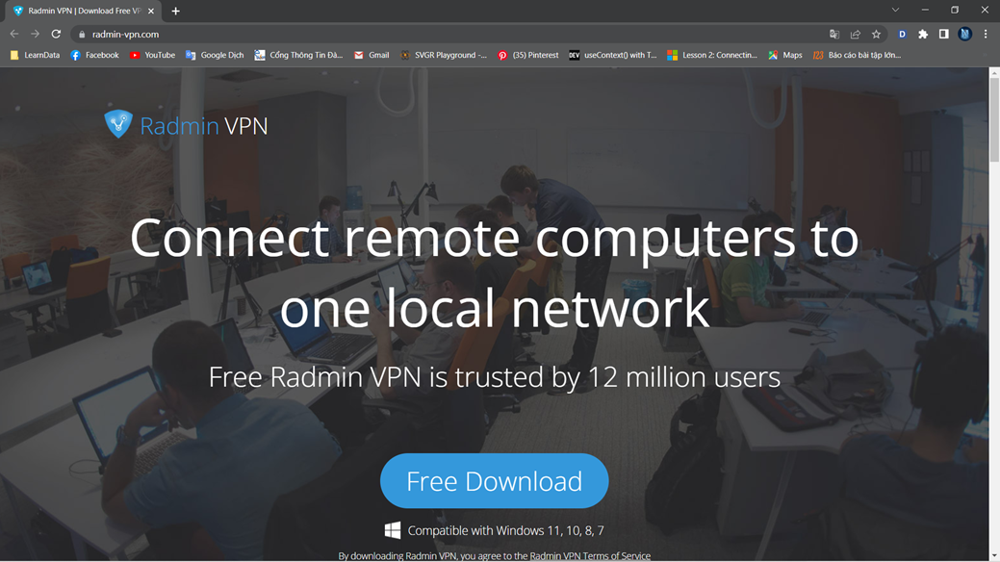 Radmin VPN | Download Free VP
radmin-vpn.com
LearnData
Facebook
YouTube
Google Dịch
Cổng Thông Tin Đà...
Gmail
SVGR Playground -...
(35) Pinterest
DEV
useContext() with T...
Lesson 2: Connectin...
Maps
123
Báo cáo bài tập lớn...
D
N
Radmin VPN
Connect remote computers to
one local network
Free Radmin VPN is trusted by 12 million users
Free Download
Compatible with Windows 11, 10, 8, 7
By downloading Radmin VPN, you agree to the Radmin VPN Terms of Service